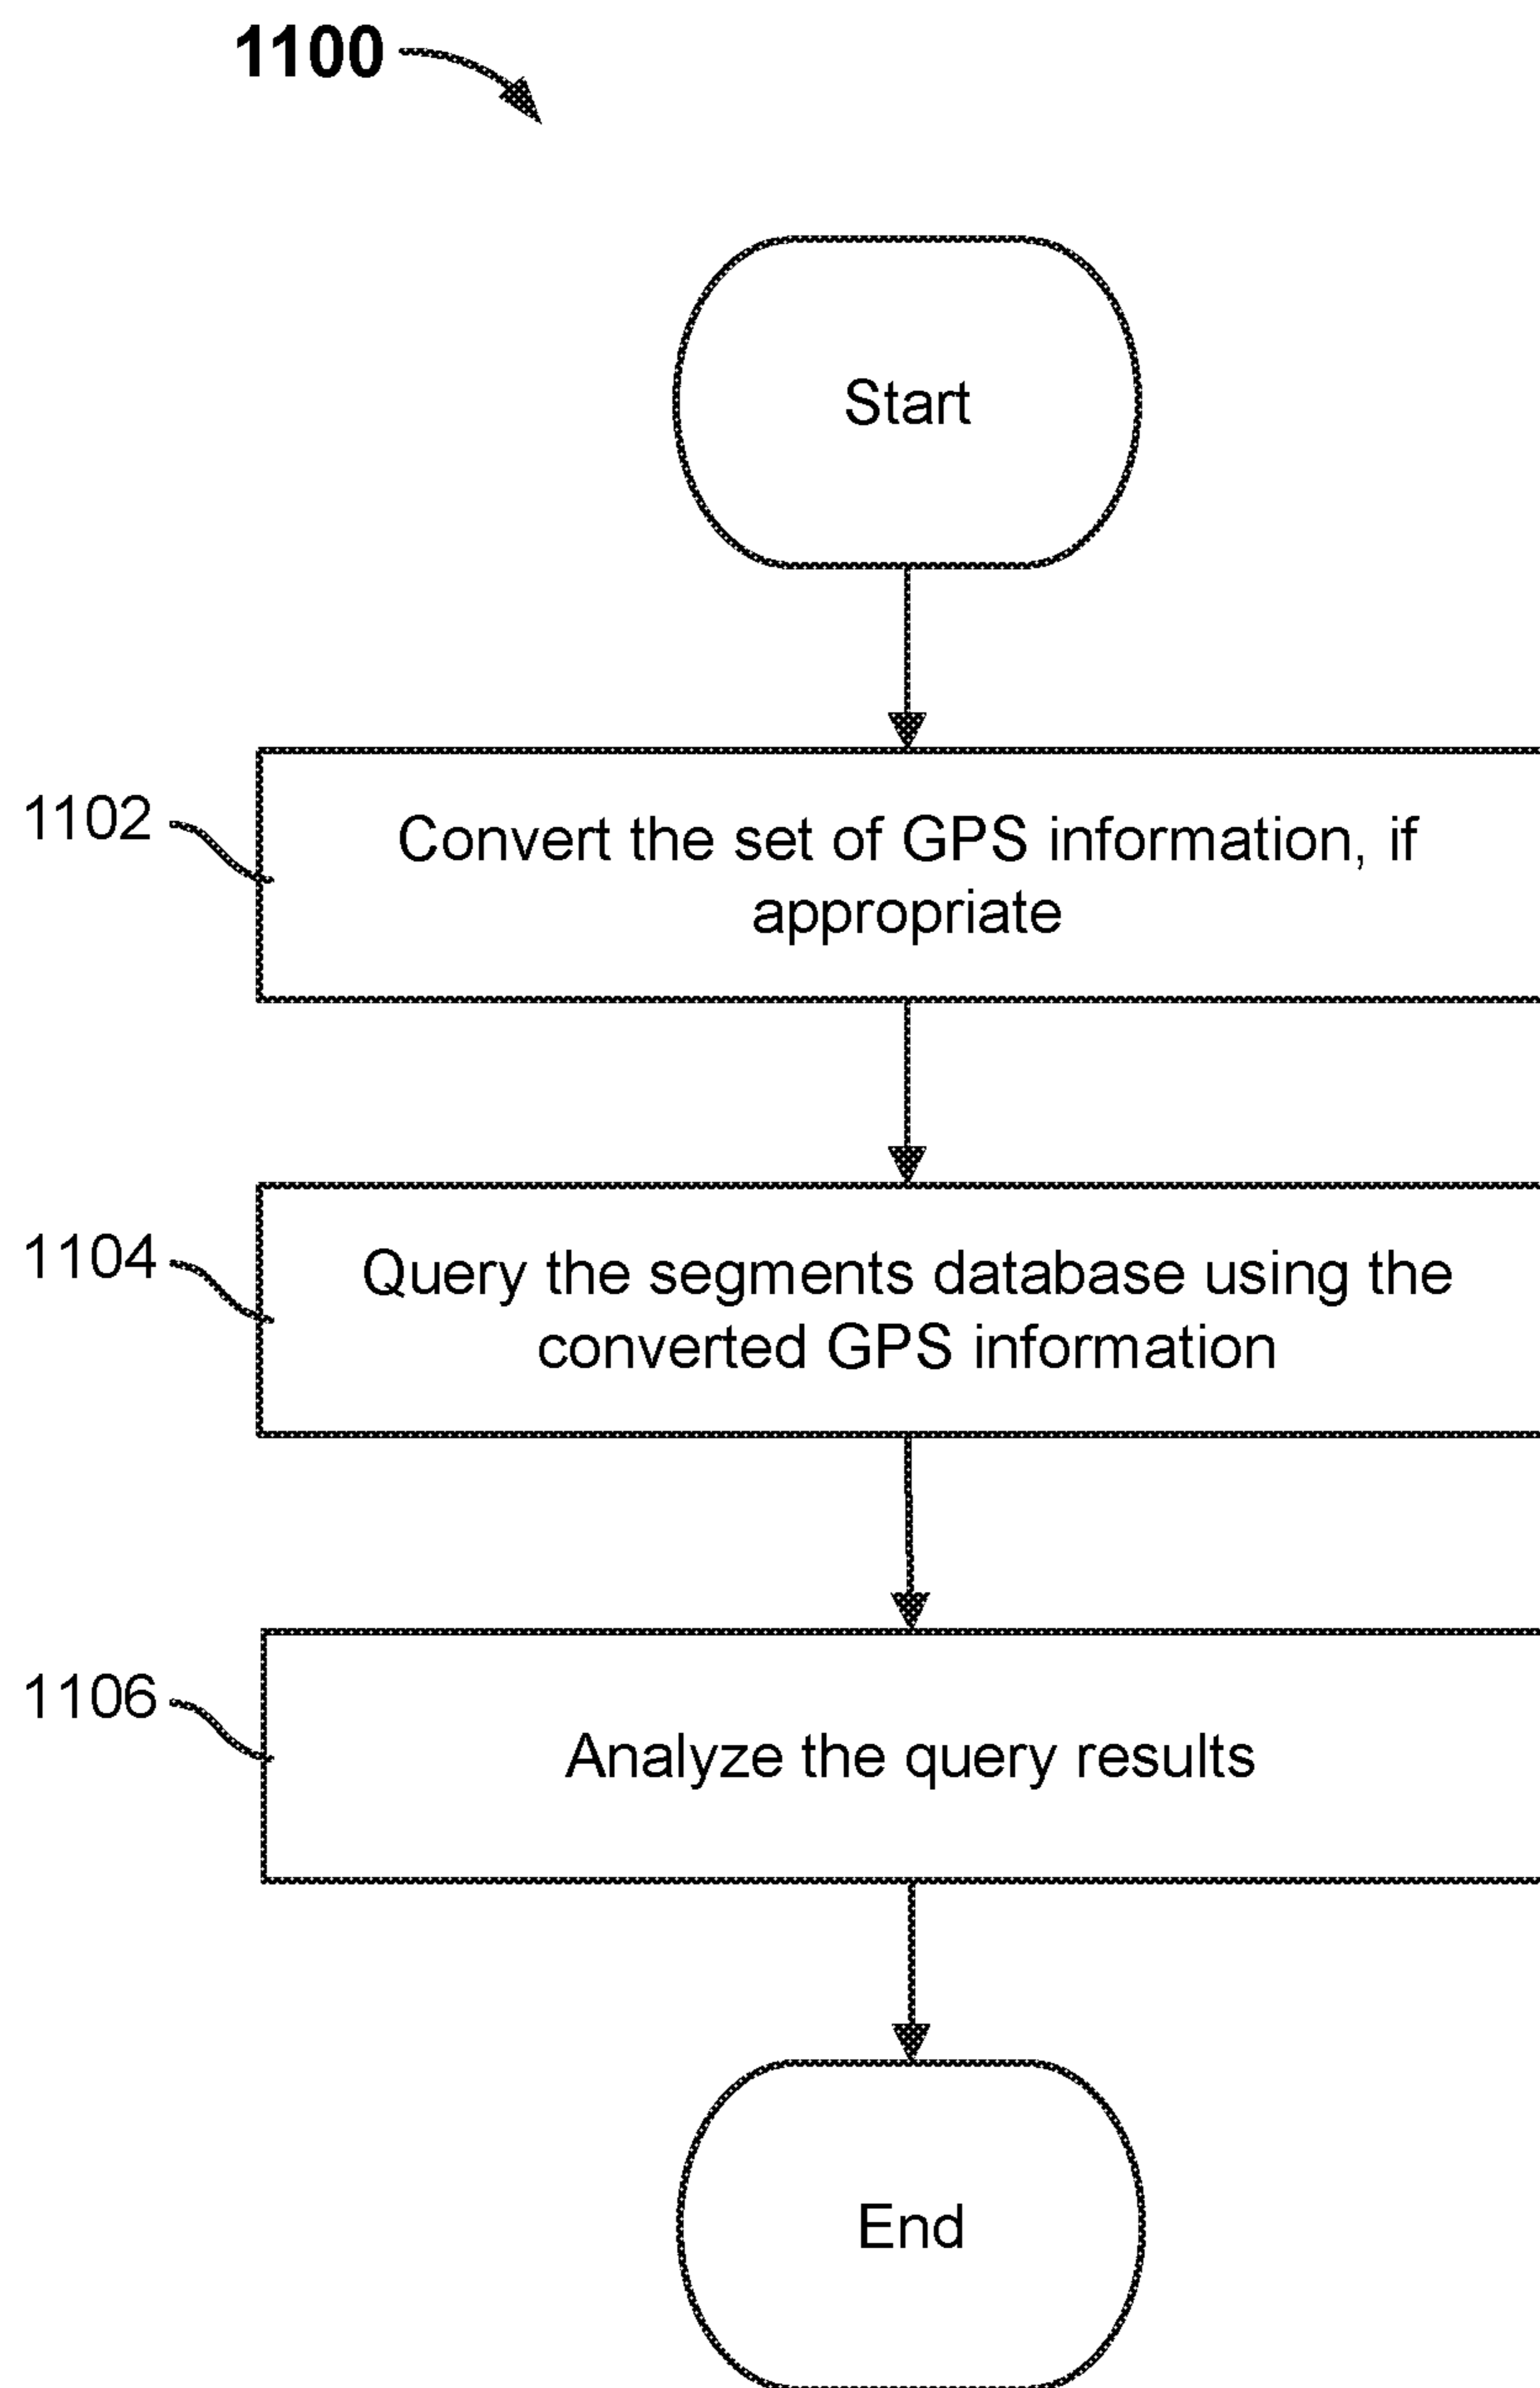 1100
Start
1102
Convert the set of GPS information, if
appropriate
1104
Query the segments database using the
converted GPS information
1106
Analyze the query results
End